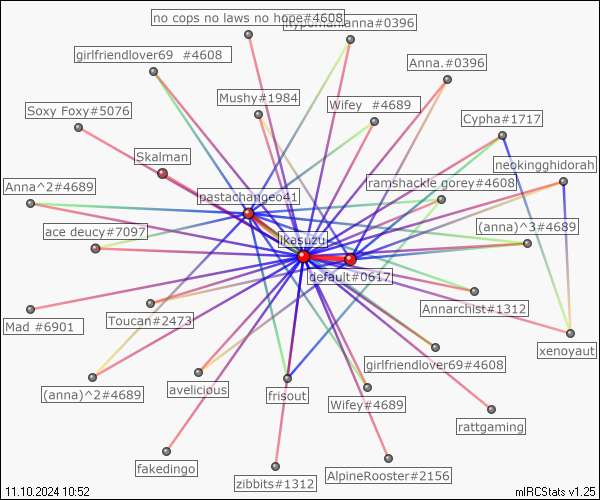 no cops no laws no hope#4608
hypomanianna#0396
girlfriendlover69 #4608
Anna.#0396
Mushy#1984
Wifey #4689
Soxy Foxy#5076
Cypha#1717
Skalman
neokingghidorah
Anna^2#4689
pastachangeo41
ramshackle gorey#4608
ace deucy#7097
(anna)^3#4689
ikasuzu
default#0617
Mad #6901
Toucan#2473
Annarchist#1312
xenoyaut
girlfriendlover69#4608
(anna)^2#4689
avelicious
frisout
Wifey#4689
rattgaming
fakedingo
zibbits#1312
AlpineRooster#2156
11.10.2024 10:52
mIRCStats v1.25